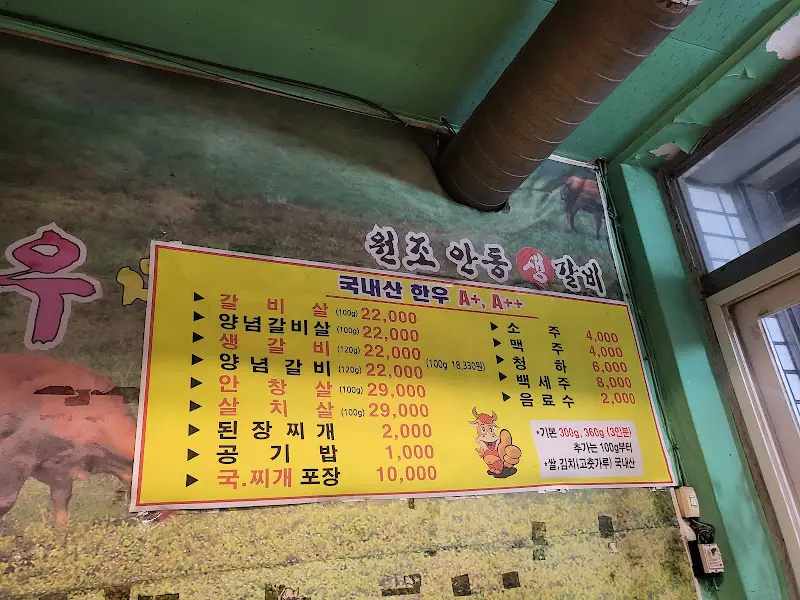 우
원조 안동 생갈비
국내산 한우 A+, A++
▶ 갈비살 (100g) 22,000
▶ 양념갈비살 (100g) 22,000
▶ 생갈비 (120g) 22,000
▶ 양념갈비 (120g) 22,000 (100g 18,330원)
▶ 안창살 (100g) 29,000
▶ 살치살 (100g) 29,000
▶ 된장찌개 2,000
▶ 공기밥 1,000
▶ 국.찌개 포장 10,000
▶ 소주 4,000
▶ 맥주 4,000
▶ 청하 6,000
▶ 백세주 8,000
▶ 음료수 2,000
•기본 300g, 360g (3인분)
추가는 100g부터
•쌀,김치(고춧가루) 국내산